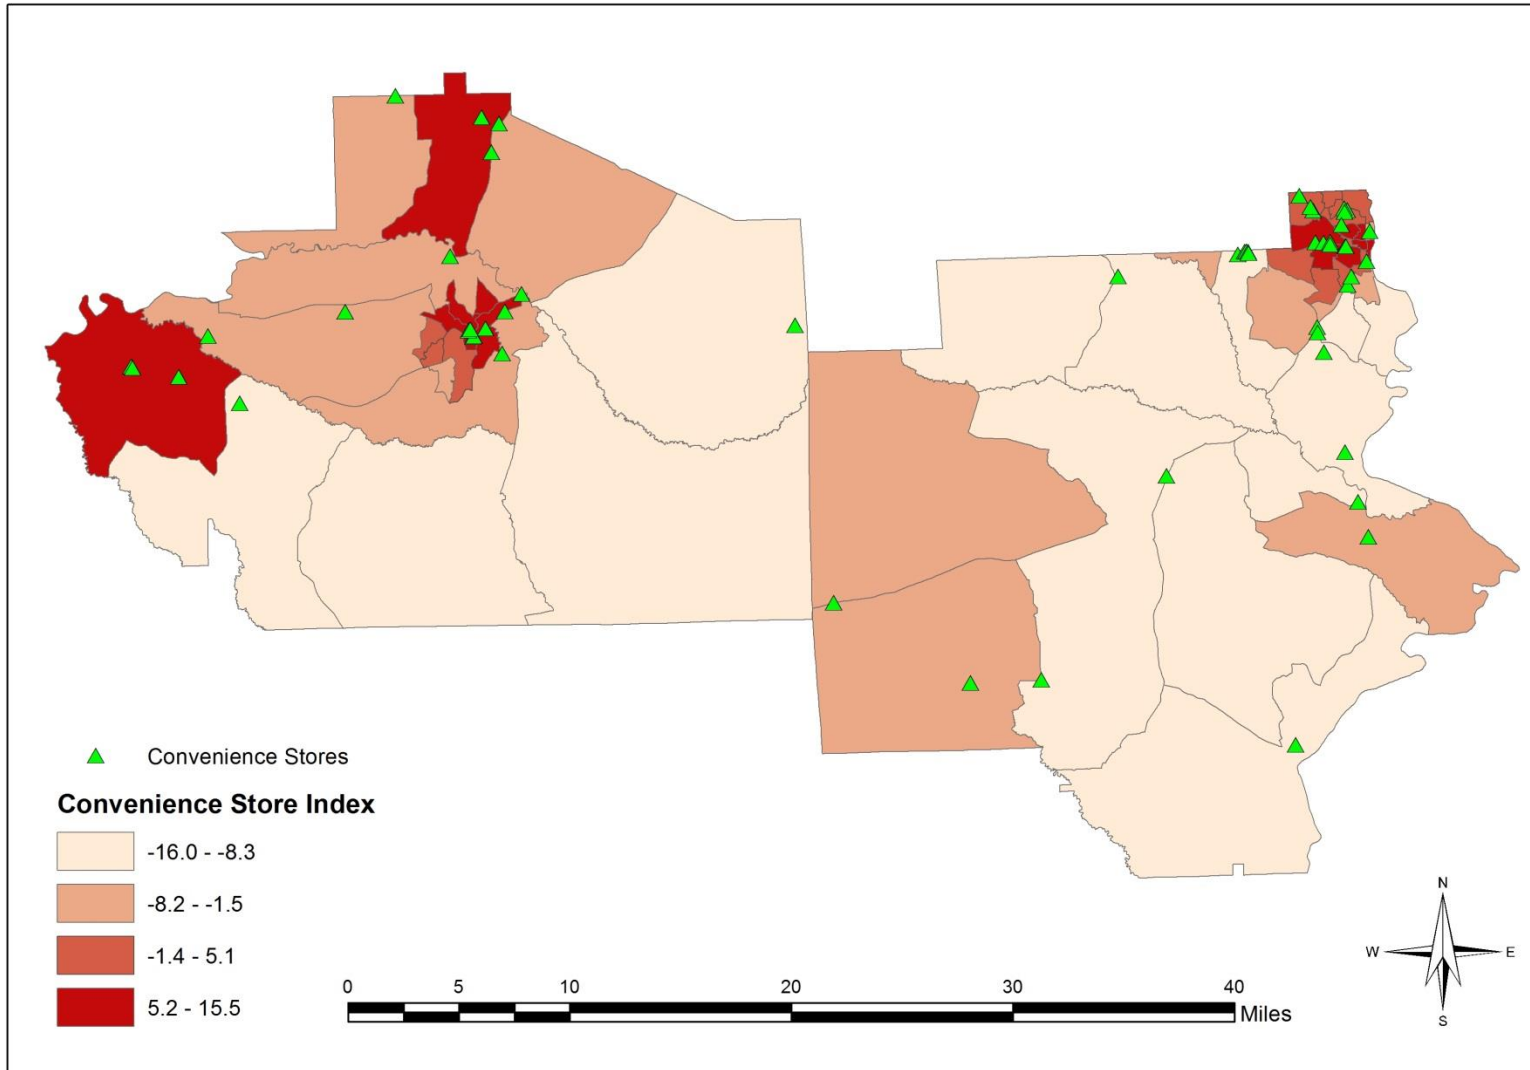 Convenience Stores
Convenience Store Index
-16.0 - -8.3
-8.2 - -1.5
-1.4 - 5.1
5.2 - 15.5
0 5 10 20 30 40
Miles
N
W E
S